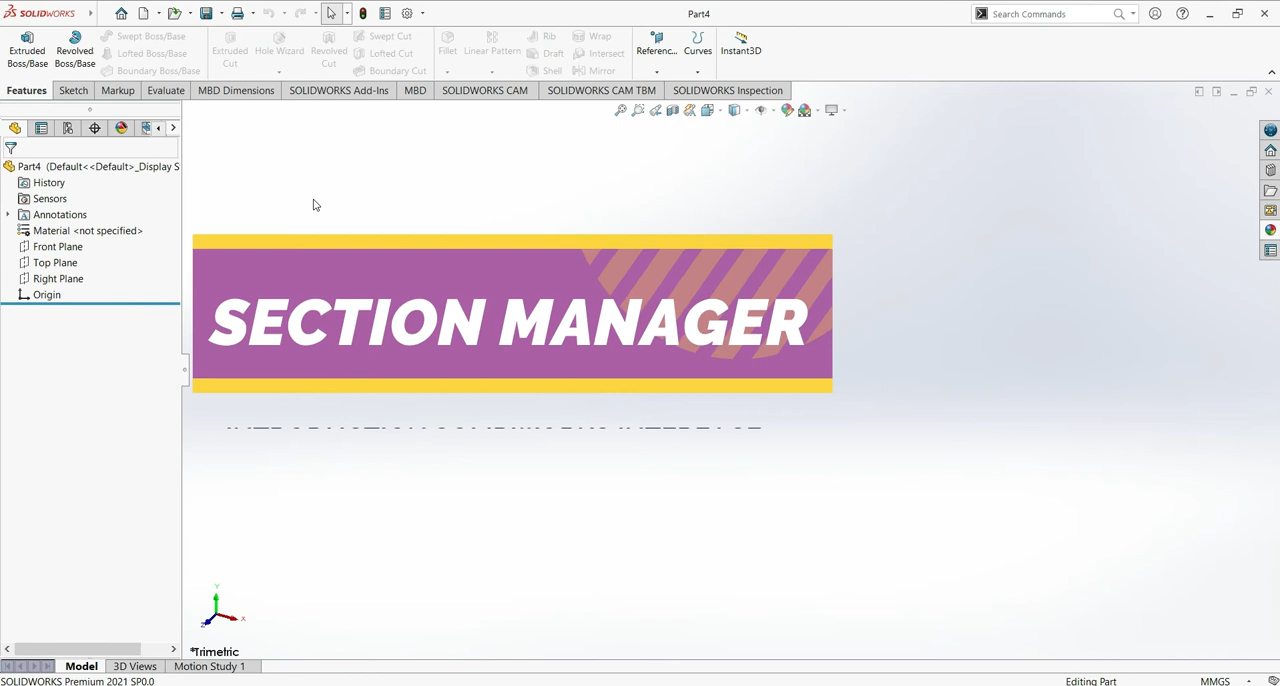 SOLIDWORKS
Part4
Search Commands
Extruded Boss/Base
Revolved Boss/Base
Swept Boss/Base
Lofted Boss/Base
Boundary Boss/Base
Extruded Cut
Hole Wizard
Revolved Cut
Swept Cut
Lofted Cut
Boundary Cut
Fillet
Linear Pattern
Rib
Draft
Shell
Wrap
Intersect
Mirror
Referenc...
Curves
Instant3D
Features Sketch Markup Evaluate MBD Dimensions SOLIDWORKS Add-Ins MBD SOLIDWORKS CAM SOLIDWORKS CAM TBM SOLIDWORKS Inspection
Part4 (Default<<Default>_Display S
History
Sensors
Annotations
Material <not specified>
Front Plane
Top Plane
Right Plane
Origin
SECTION MANAGER
Y
X
Z
*Trimetric
Model 3D Views Motion Study 1
SOLIDWORKS Premium 2021 SP0.0
Editing Part
MMGS